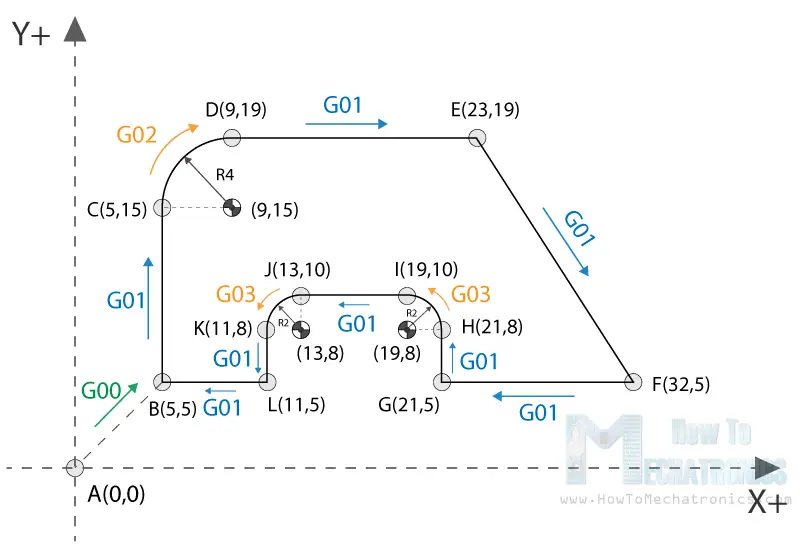 Y+
D(9,19)
G01
E(23,19)
G02
R4
C(5,15)
(9,15)
G01
J(13,10)
I(19,10)
G03
G03
G01
R2
R2
G01
K(11,8)
H(21,8)
(13,8)
(19,8)
G01
G01
G00
B(5,5)
G01
L(11,5)
G(21,5)
G01
F(32,5)
How To
MECHATRONICS
www.HowToMechatronics.com
A(0,0)
X+